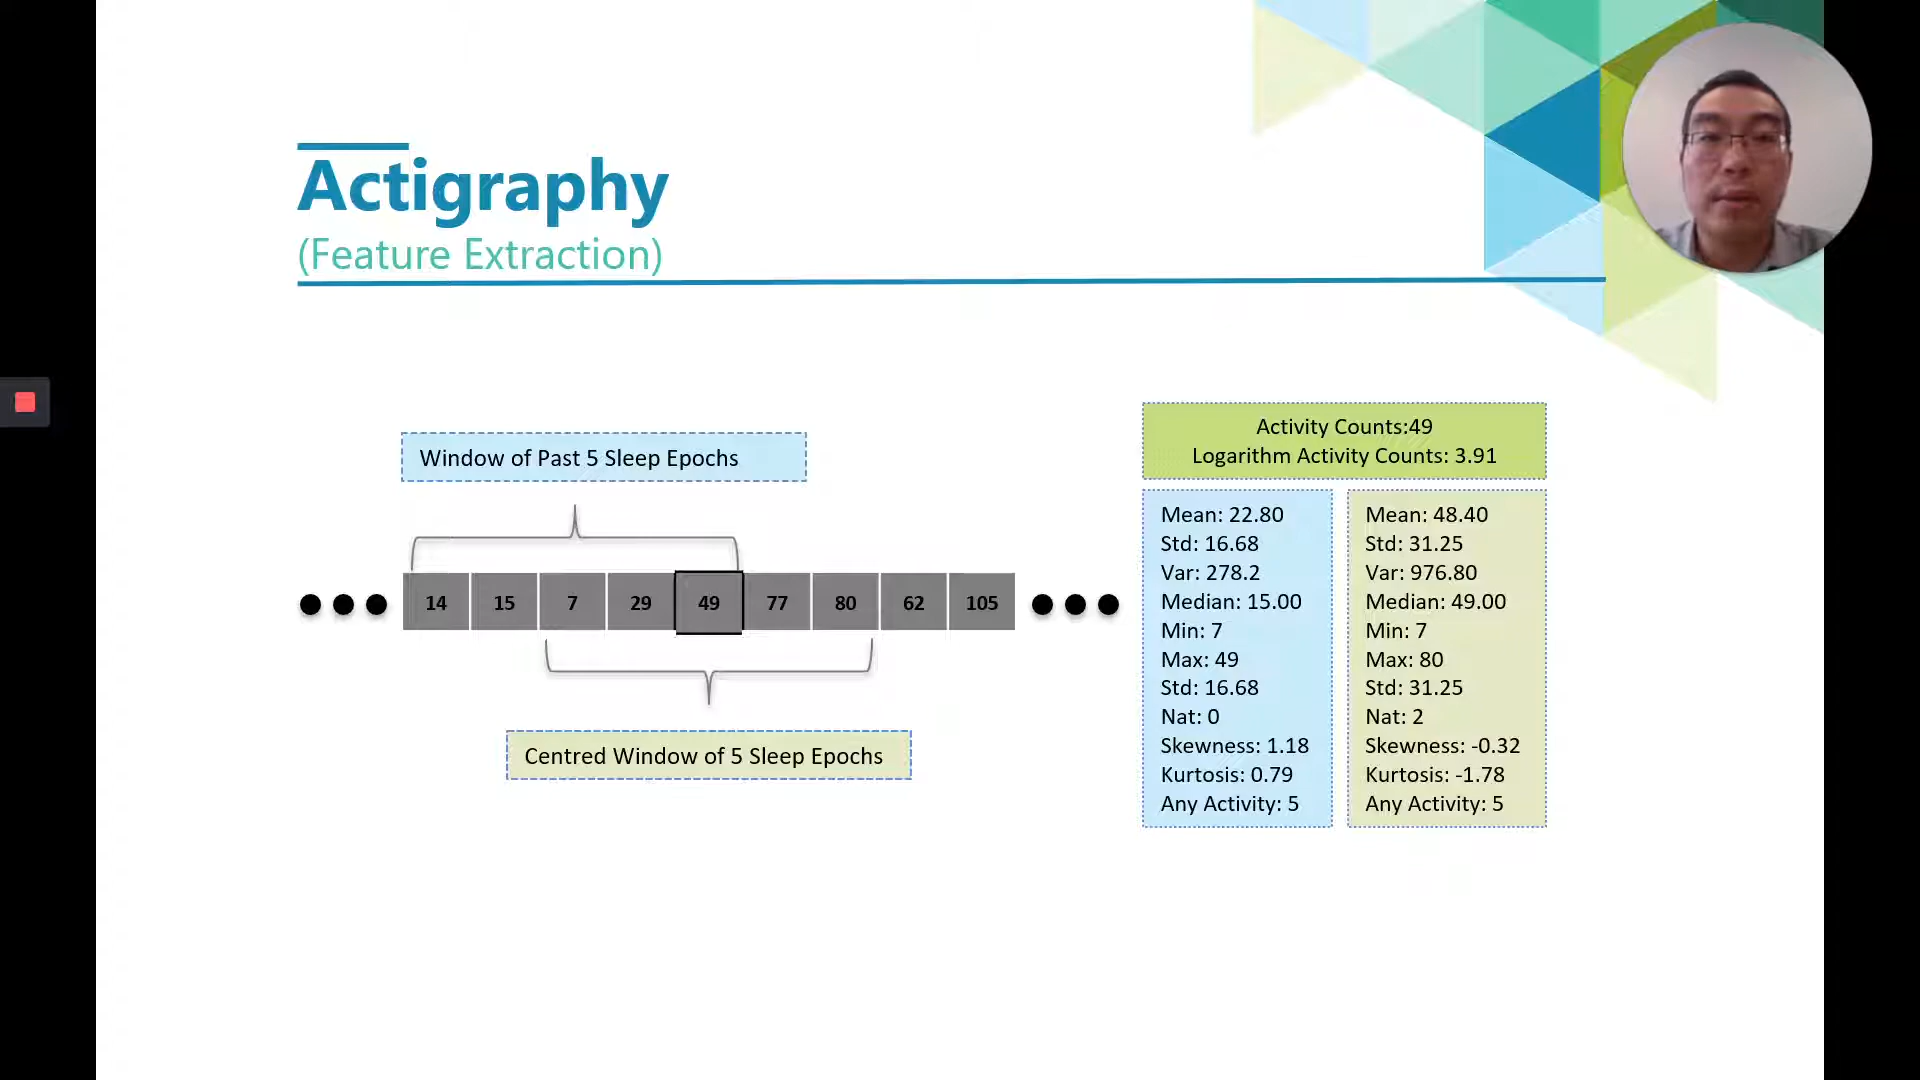 Actigraphy
(Feature Extraction)
Window of Past 5 Sleep Epochs
14 15 7 29 49 77 80 62 105
Centred Window of 5 Sleep Epochs
Activity Counts:49
Logarithm Activity Counts: 3.91
Mean: 22.80
Std: 16.68
Var: 278.2
Median: 15.00
Min: 7
Max: 49
Std: 16.68
Nat: 0
Skewness: 1.18
Kurtosis: 0.79
Any Activity: 5
Mean: 48.40
Std: 31.25
Var: 976.80
Median: 49.00
Min: 7
Max: 80
Std: 31.25
Nat: 2
Skewness: -0.32
Kurtosis: -1.78
Any Activity: 5